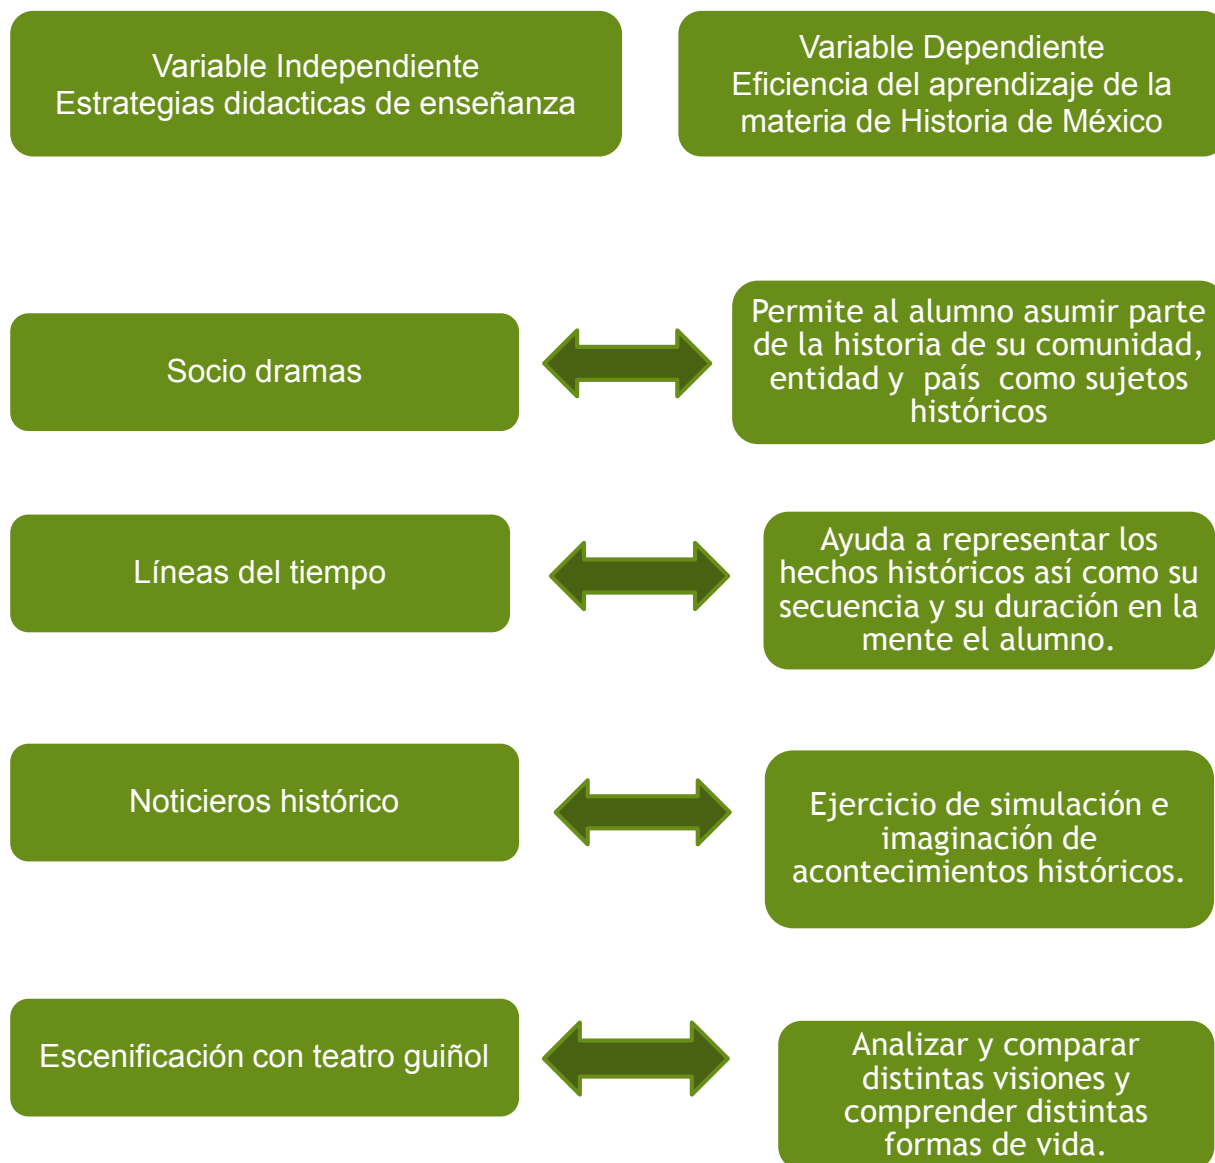 Variable Independiente
Estrategias didacticas de enseñanza
Variable Dependiente
Eficiencia del aprendizaje de la
materia de Historia de México
Socio dramas
Permite al alumno asumir parte
de la historia de su comunidad,
entidad y país como sujetos
históricos
Líneas del tiempo
Ayuda a representar los
hechos históricos así como su
secuencia y su duración en la
mente el alumno.
Noticieros histórico
Ejercicio de simulación e
imaginación de
acontecimientos históricos.
Escenificación con teatro guiñol
Analizar y comparar
distintas visiones y
comprender distintas
formas de vida.